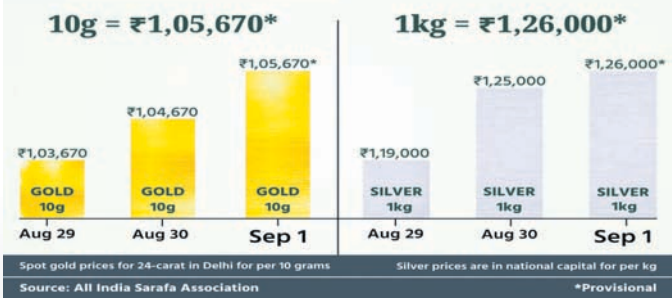 10g = ₹1,05,670*
₹1,03,670
₹1,04,670
₹1,05,670*
GOLD
10g
GOLD
10g
GOLD
10g
Aug 29
Aug 30
Sep 1
1kg = ₹1,26,000*
₹1,19,000
₹1,25,000
₹1,26,000*
SILVER
1kg
SILVER
1kg
SILVER
1kg
Aug 29
Aug 30
Sep 1
Spot gold prices for 24-carat in Delhi for per 10 grams
Silver prices are in national capital for per kg
Source: All India Sarafa Association
*Provisional